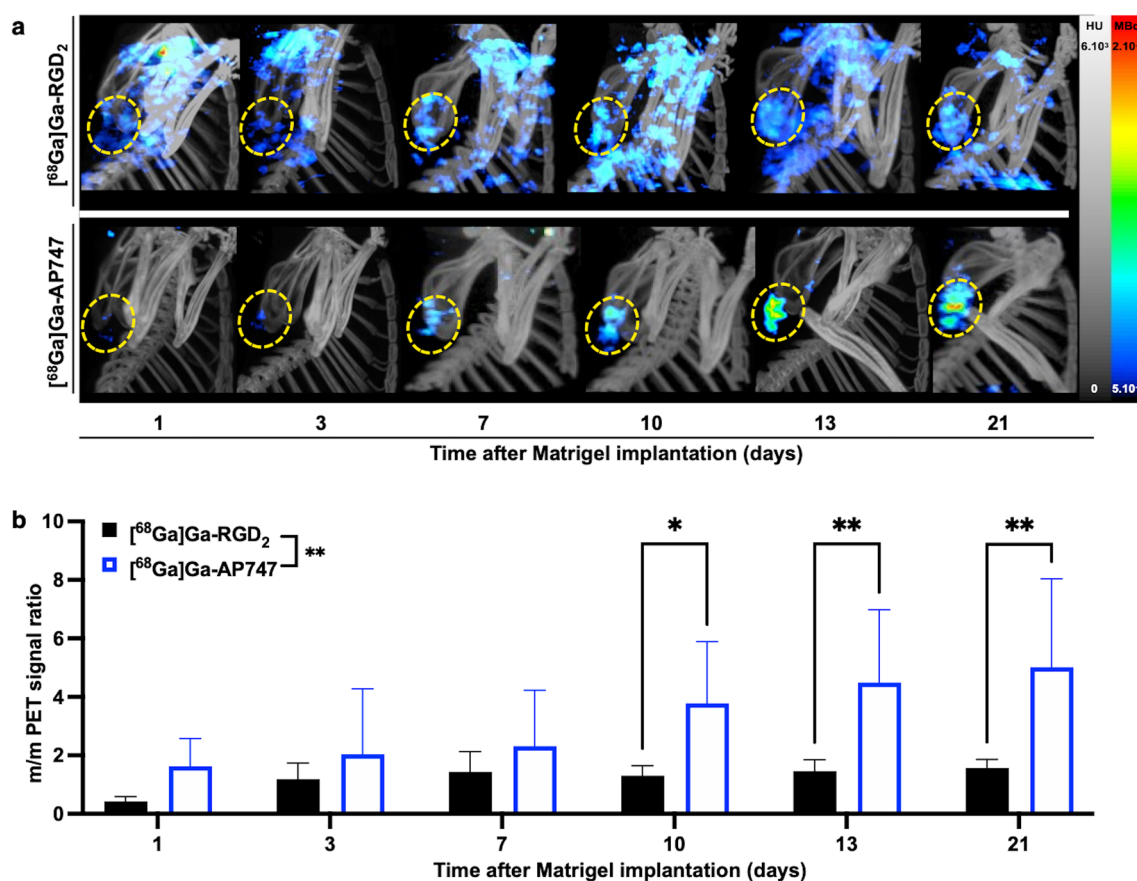 a
[⁶⁸Ga]Ga-RGD₂
HU
6.10³
0
[⁶⁸Ga]Ga-AP747
1 3 7 10 13 21
Time after Matrigel implantation (days)
b
[⁶⁸Ga]Ga-RGD₂
[⁶⁸Ga]Ga-AP747
**
* ** **
m/m PET signal ratio
10
8
6
4
2
0
1 3 7 10 13 21
Time after Matrigel implantation (days)